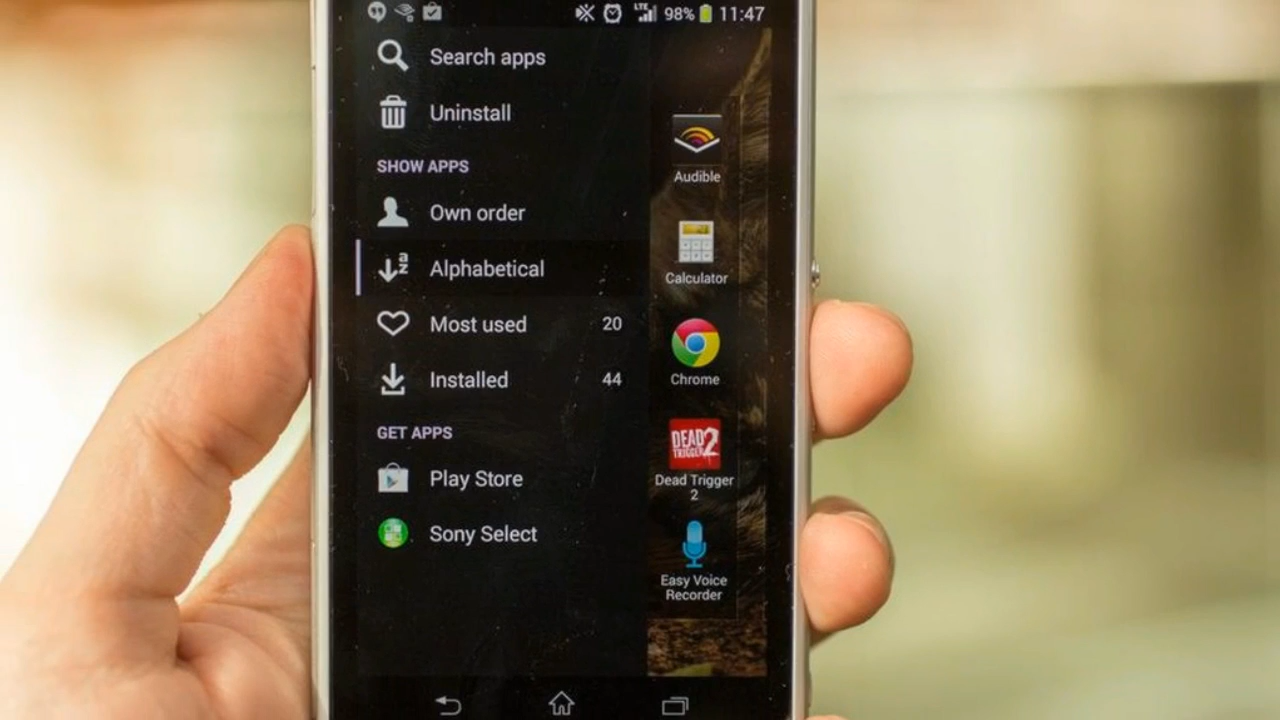 LTE 98% 11:47
Search apps
Uninstall
SHOW APPS
Own order
a
z
Alphabetical
Most used 20
Installed 44
GET APPS
Play Store
Sony Select
Audible
Calculator
Chrome
DEAD 2
TRIGGER
Dead Trigger
2
Easy Voice
Recorder